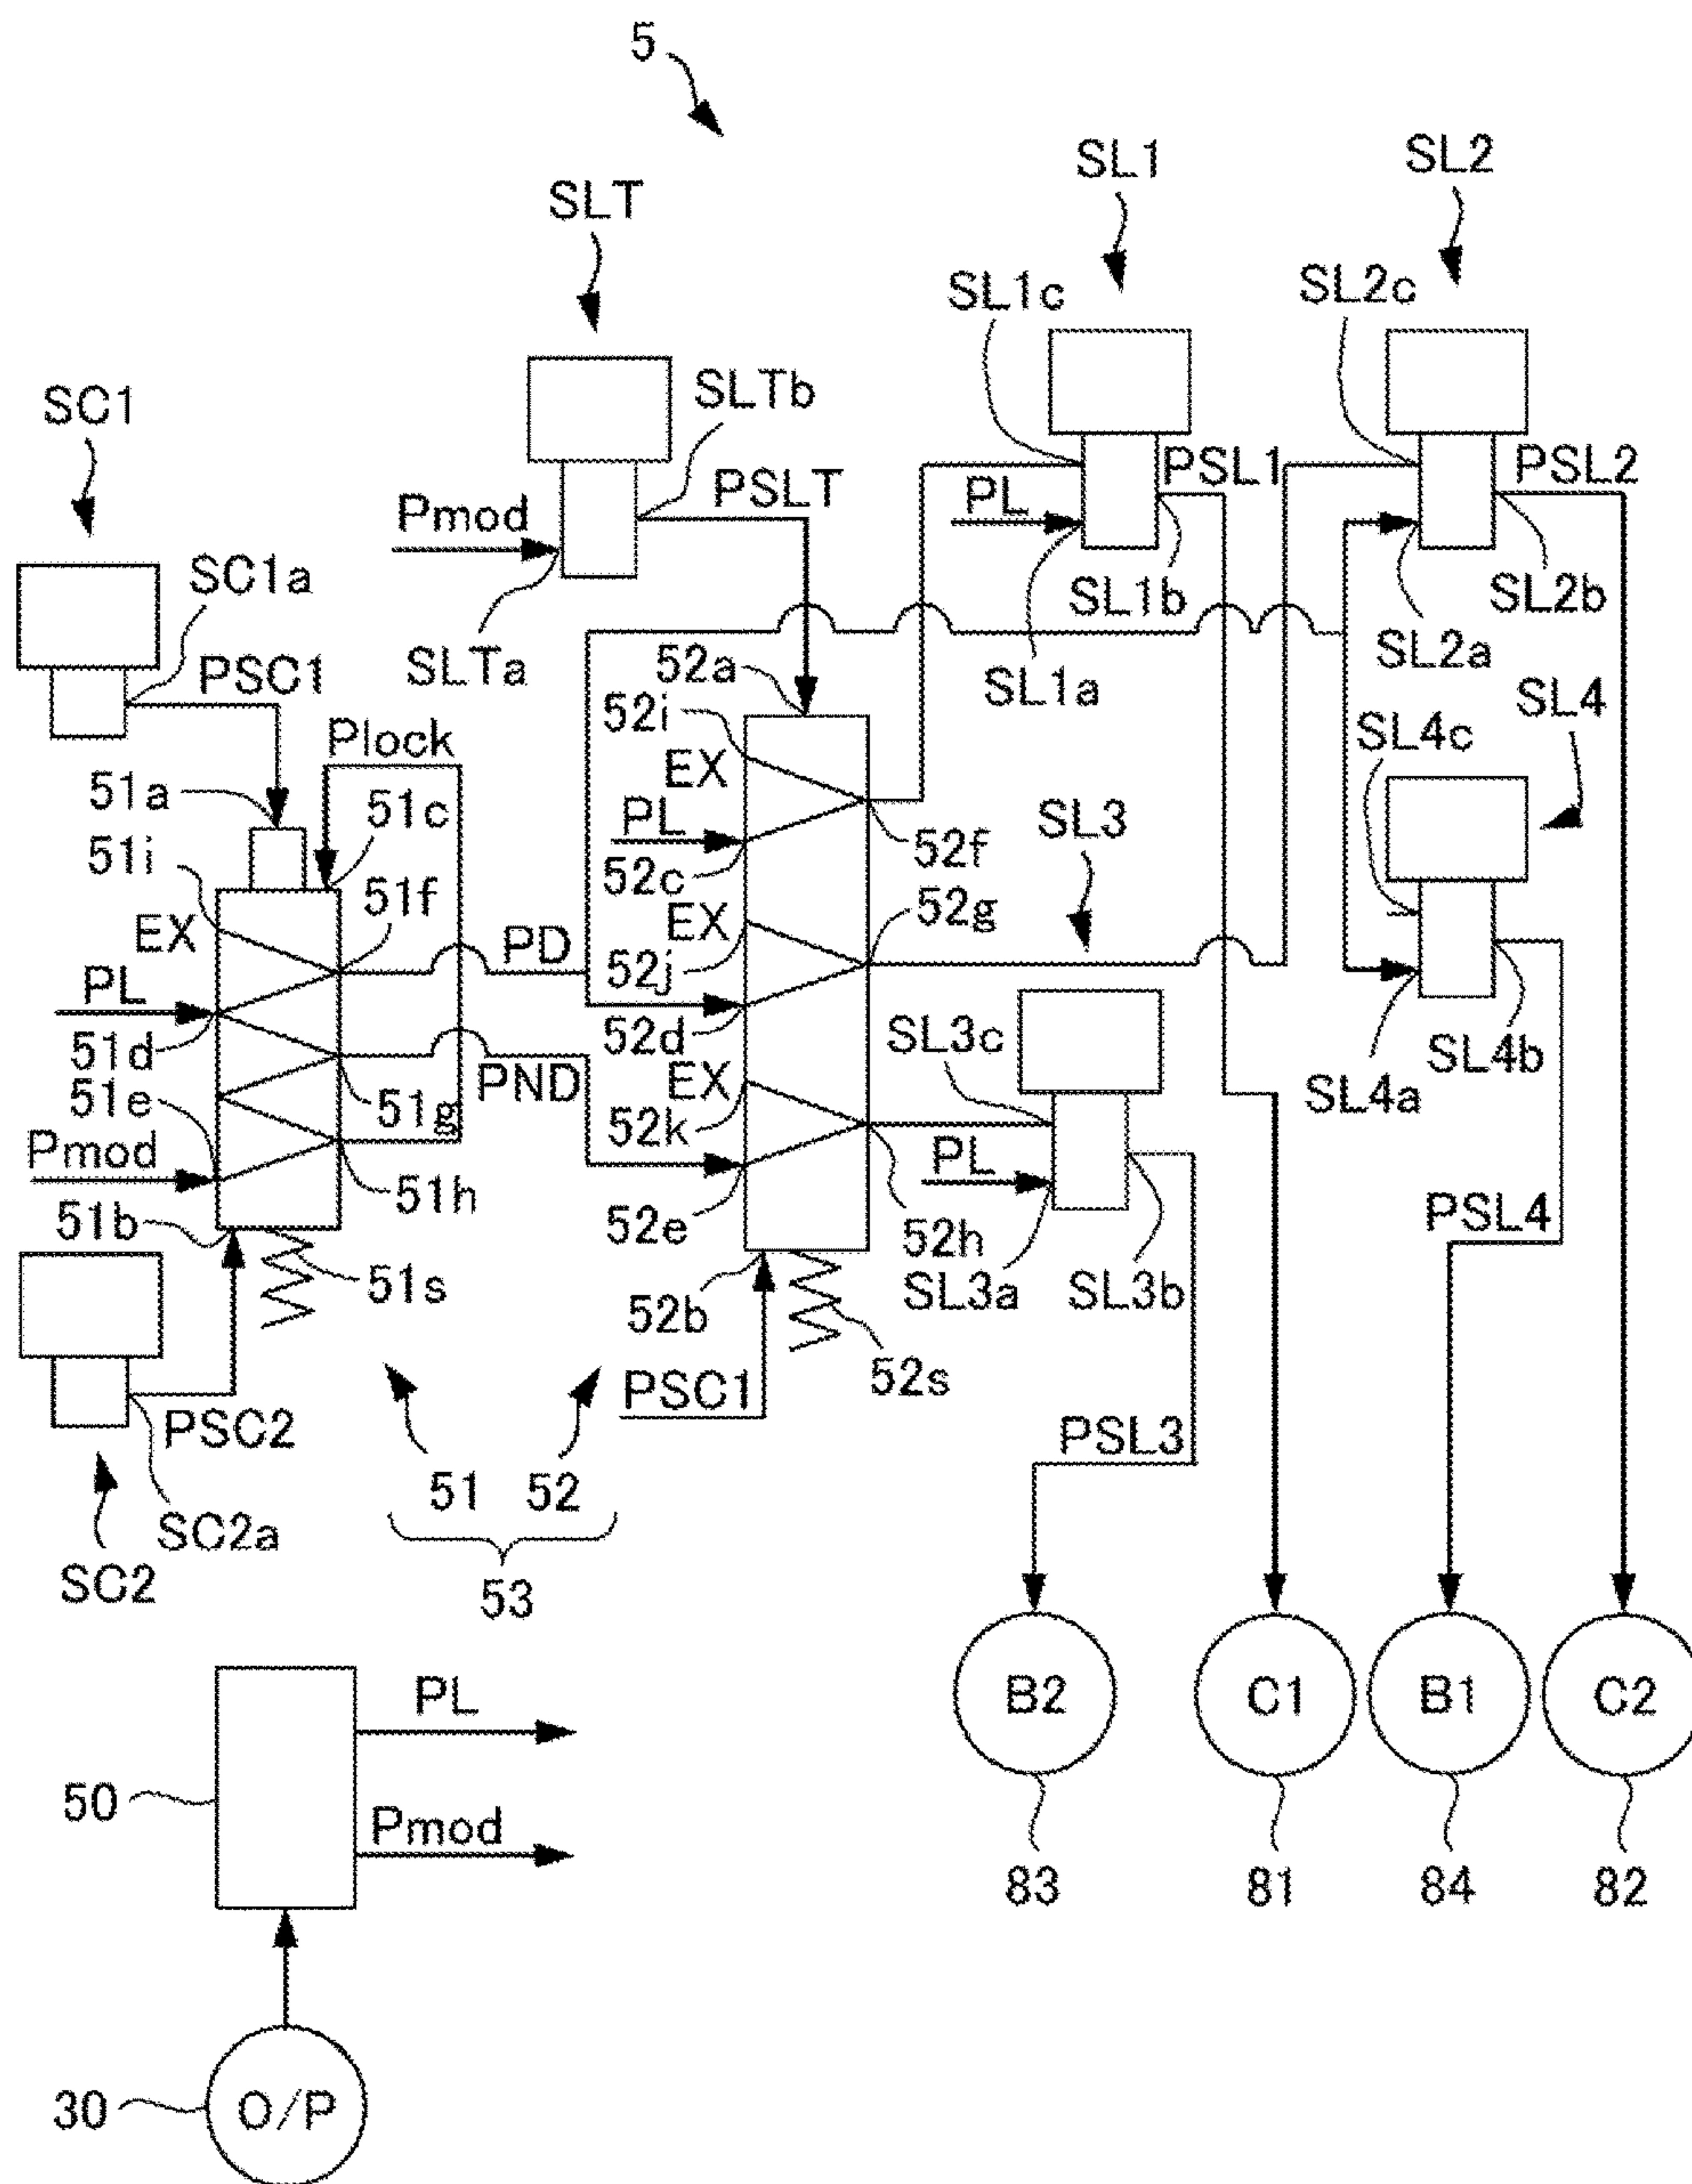 5
SL1
SL2
SLT
SL1c
SL2c
SC1
SLTb
PSLT
PSL1
PSL2
Pmod
PL
SC1a
SL1b
SL2b
PSC1
SLTa
52a
SL1a
SL2a
52i
SL4
Plock
SL4c
51a
51c
EX
PL
SL3
51i
51f
52c
52f
EX
PD
EX
52g
PL
52j
51d
52d
SL3c
SL4b
51e
PND
EX
51g
52k
SL4a
Pmod
PL
51h
51b
52e
52h
PSL4
51s
52b
SL3a
SL3b
52s
PSC1
PSC2
PSL3
51
52
SC2a
SC2
53
PL
B2
C1
B1
C2
50
Pmod
83
81
84
82
30
O/P